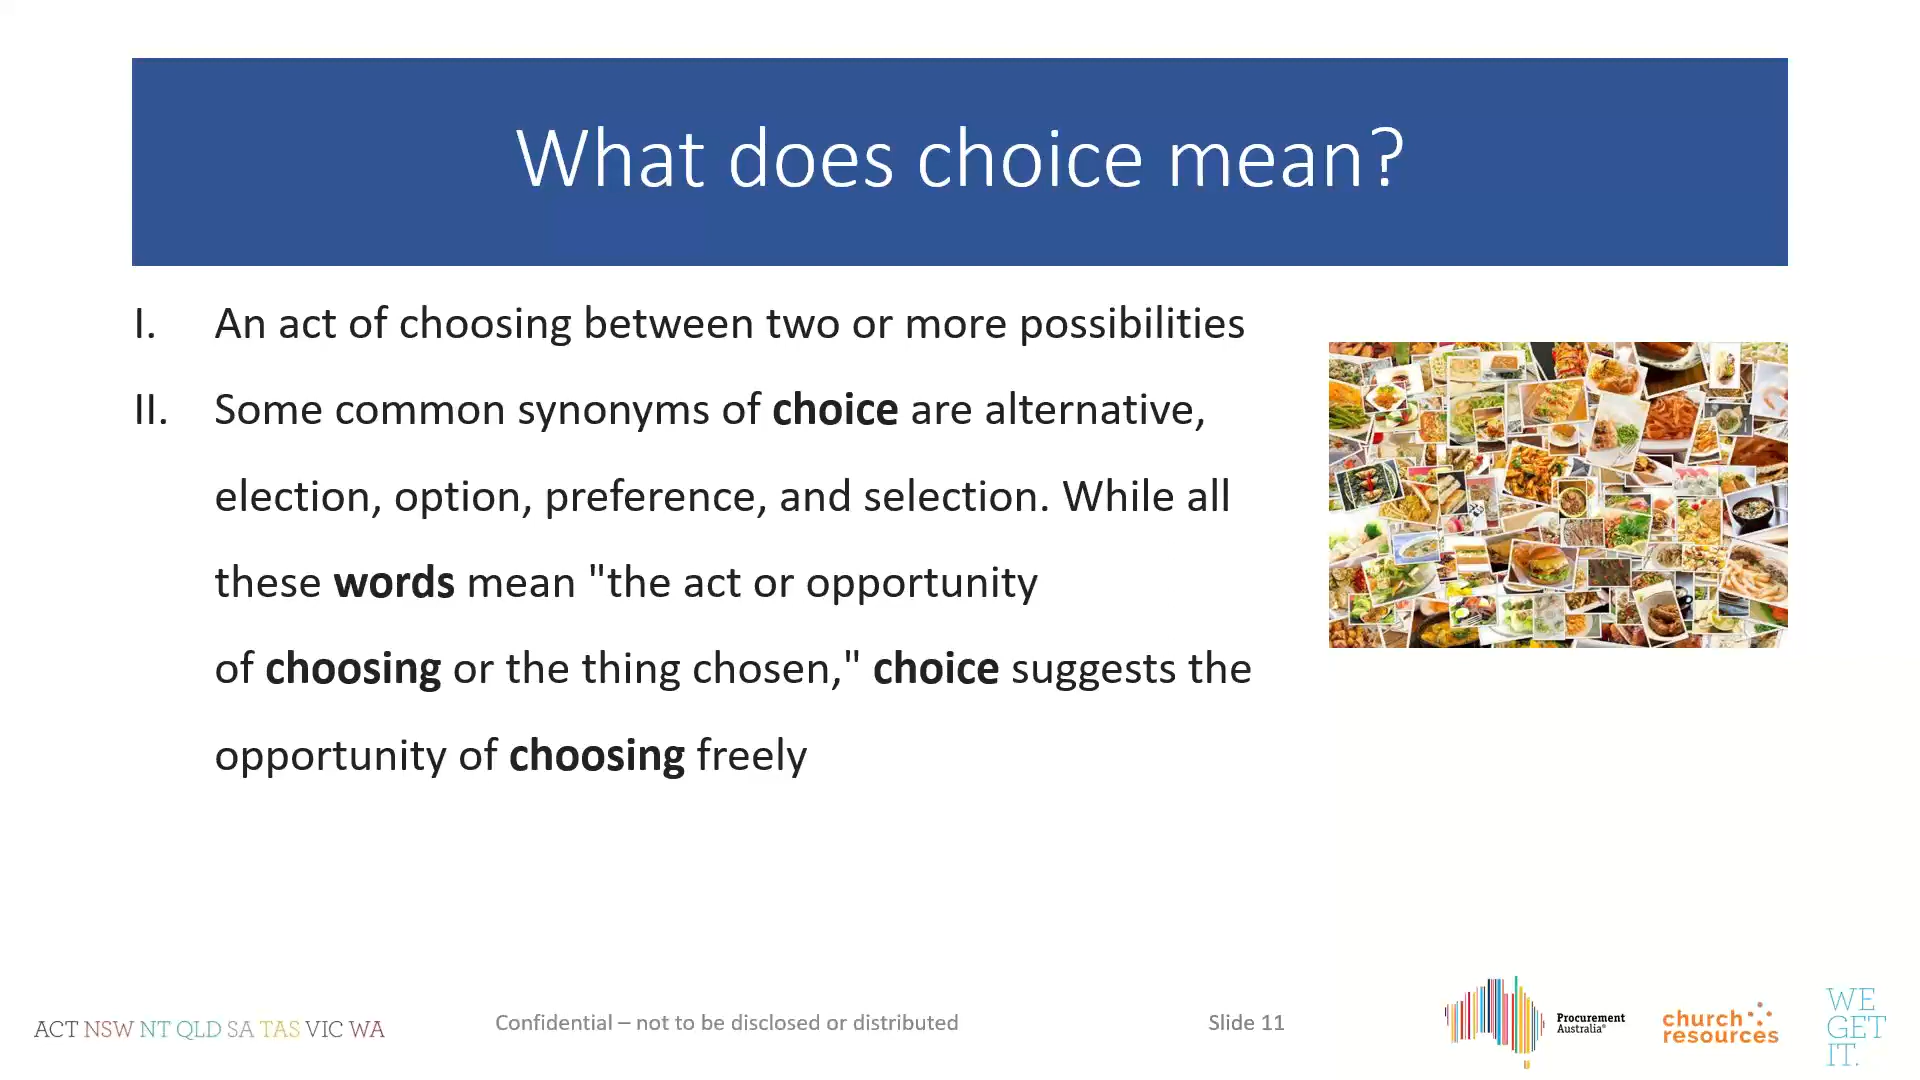 What does choice mean?
I. An act of choosing between two or more possibilities
II. Some common synonyms of choice are alternative,
election, option, preference, and selection. While all
these words mean "the act or opportunity
of choosing or the thing chosen," choice suggests the
opportunity of choosing freely
ACT NSW NT QLD SA TAS VIC WA
Confidential – not to be disclosed or distributed
Slide 11
Procurement
Australia®
church
resources
WE
GET
IT.